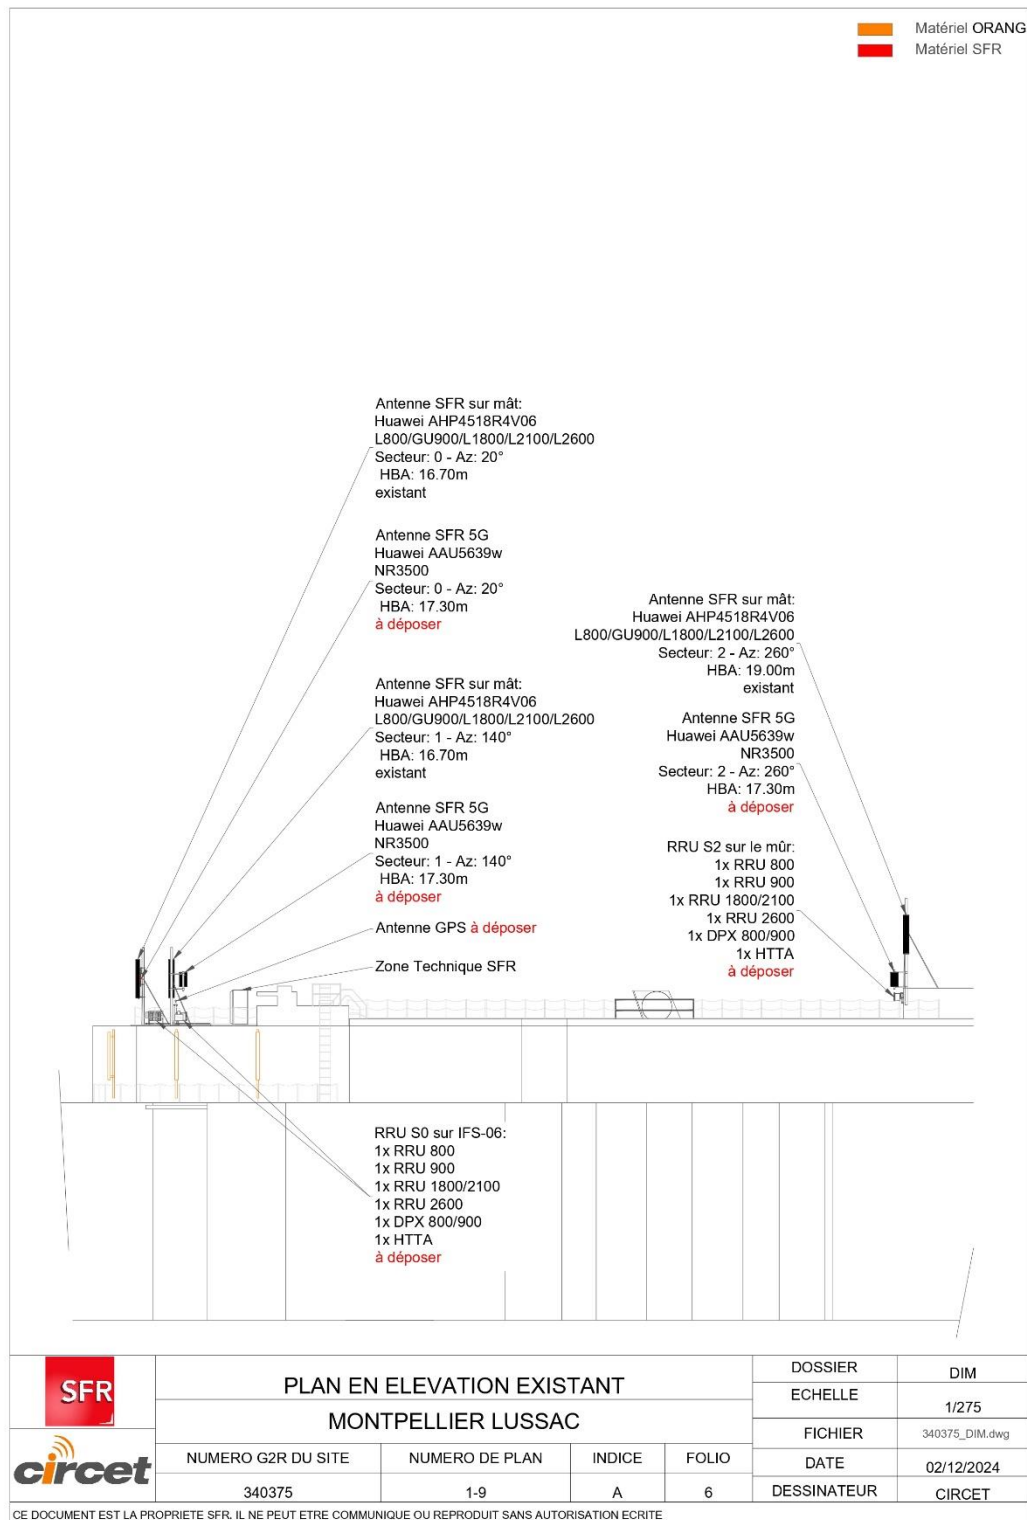 Matériel ORANG
Matériel SFR
Antenne SFR sur mât:
Huawei AHP4518R4V06
L800/GU900/L1800/L2100/L2600
Secteur: 0 - Az: 20°
HBA: 16.70m
existant
Antenne SFR 5G
Huawei AAU5639w
NR3500
Secteur: 0 - Az: 20°
HBA: 17.30m
à déposer
Antenne SFR sur mât:
Huawei AHP4518R4V06
L800/GU900/L1800/L2100/L2600
Secteur: 1 - Az: 140°
HBA: 16.70m
existant
Antenne SFR 5G
Huawei AAU5639w
NR3500
Secteur: 1 - Az: 140°
HBA: 17.30m
à déposer
Antenne GPS à déposer
Zone Technique SFR
Antenne SFR sur mât:
Huawei AHP4518R4V06
L800/GU900/L1800/L2100/L2600
Secteur: 2 - Az: 260°
HBA: 19.00m
existant
Antenne SFR 5G
Huawei AAU5639w
NR3500
Secteur: 2 - Az: 260°
HBA: 17.30m
à déposer
RRU S2 sur le mûr:
1x RRU 800
1x RRU 900
1x RRU 1800/2100
1x RRU 2600
1x DPX 800/900
1x HTTA
à déposer
RRU S0 sur IFS-06:
1x RRU 800
1x RRU 900
1x RRU 1800/2100
1x RRU 2600
1x DPX 800/900
1x HTTA
à déposer
SFR
circet
PLAN EN ELEVATION EXISTANT
MONTPELLIER LUSSAC
NUMERO G2R DU SITE
NUMERO DE PLAN
INDICE
FOLIO
340375
1-9
A
6
DOSSIER
DIM
ECHELLE
1/275
FICHIER
340375_DIM.dwg
DATE
02/12/2024
DESSINATEUR
CIRCET
CE DOCUMENT EST LA PROPRIETE SFR. IL NE PEUT ETRE COMMUNIQUE OU REPRODUIT SANS AUTORISATION ECRITE